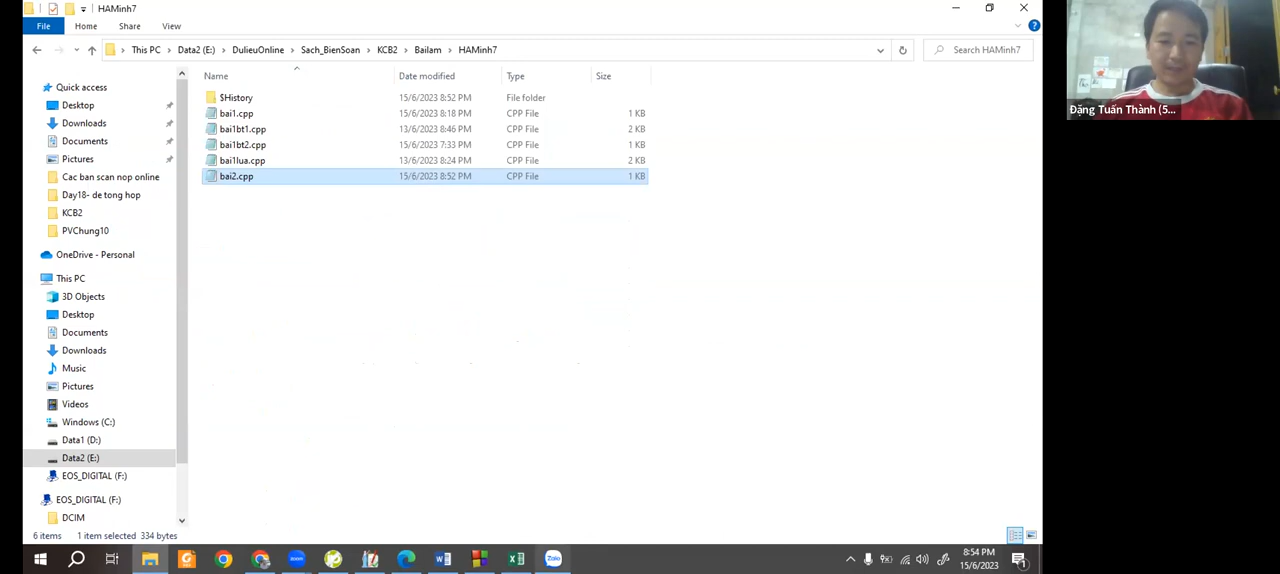 HAMinh7
File
Home
Share
View
This PC > Data2 (E:) > DulieuOnline > Sach_BienSoan > KCB2 > Bailam > HAMinh7
Search HAMinh7
Quick access
Desktop
Downloads
Documents
Pictures
Cac ban scan nop online
Day18- de tong hop
KCB2
PVChung10
OneDrive - Personal
This PC
3D Objects
Desktop
Documents
Downloads
Music
Pictures
Videos
Windows (C:)
Data1 (D:)
Data2 (E:)
EOS_DIGITAL (F:)
EOS_DIGITAL (F:)
DCIM
Name Date modified Type Size
$History 15/6/2023 8:52 PM File folder
bai1.cpp 15/6/2023 8:18 PM CPP File 1 KB
bai1bt1.cpp 13/6/2023 8:46 PM CPP File 2 KB
bai1bt2.cpp 15/6/2023 7:33 PM CPP File 1 KB
bai1lua.cpp 13/6/2023 8:24 PM CPP File 2 KB
bai2.cpp 15/6/2023 8:52 PM CPP File 1 KB
6 items 1 item selected 334 bytes
Zalo
8:54 PM
15/6/2023
1
Đặng Tuấn Thành (5...